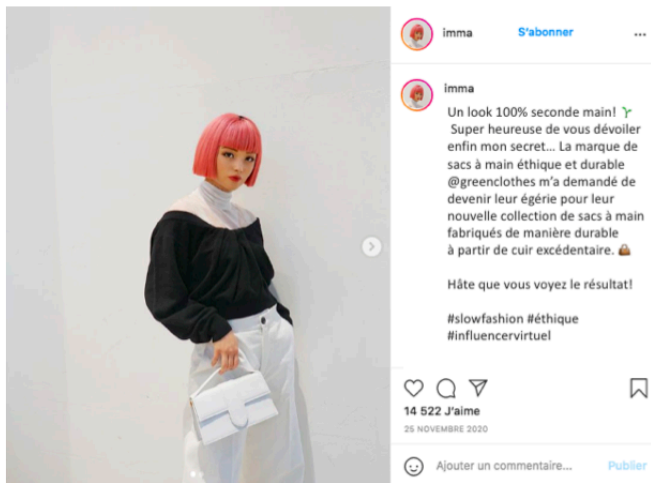 imma
S'abonner
imma
Un look 100% seconde main! 🌱
Super heureuse de vous dévoiler
enfin mon secret... La marque de
sacs à main éthique et durable
@greenclothes m'a demandé de
devenir leur égérie pour leur
nouvelle collection de sacs à main
fabriqués de manière durable
à partir de cuir excédentaire. 👜
Hâte que vous voyez le résultat!
#slowfashion #éthique
#influencervirtuel
14 522 J'aime
25 NOVEMBRE 2020
Ajouter un commentaire...
Publier